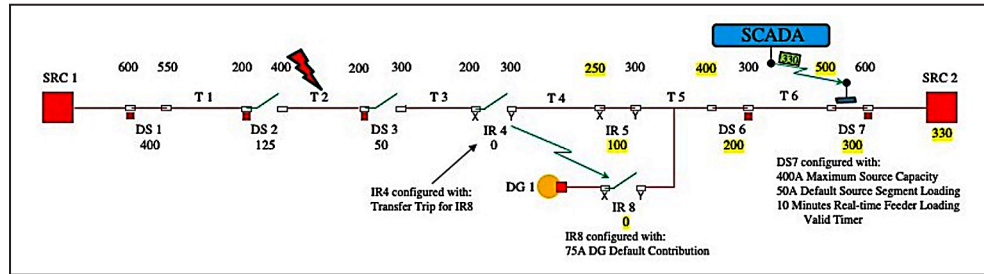 SCADA
330
600 550 200 400 200 300 200 300 250 300 400 300 500 600
SRC 1
SRC 2
T 1 T 2 T 3 T 4 T 5 T 6
DS 1 DS 2 DS 3 IR 4 IR 5 DS 6 DS 7
400 125 50 0 100 200 300 330
IR4 configured with:
Transfer Trip for IR8
DG 1
IR 8
0
IR8 configured with:
75A DG Default Contribution
DS7 configured with:
400A Maximum Source Capacity
50A Default Source Segment Loading
10 Minutes Real-time Feeder Loading
Valid Timer